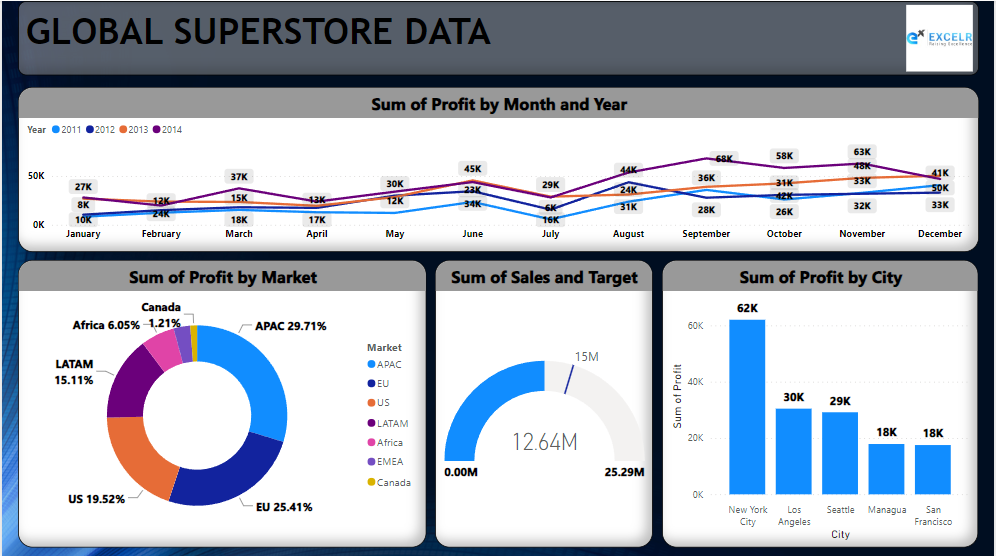 GLOBAL SUPERSTORE DATA
EXCELR
Raising Excellence
Sum of Profit by Month and Year
Year 2011 2012 2013 2014
50K
0K
27K
8K
10K
12K
24K
37K
15K
18K
13K
17K
30K
12K
45K
23K
34K
29K
6K
16K
44K
24K
31K
68K
36K
28K
58K
31K
42K
26K
63K
48K
33K
32K
41K
50K
33K
January February March April May June July August September October November December
Sum of Profit by Market
Canada
1.21%
Africa 6.05%
APAC 29.71%
LATAM
15.11%
US 19.52%
EU 25.41%
Market
APAC
EU
US
LATAM
Africa
EMEA
Canada
Sum of Sales and Target
15M
12.64M
0.00M
25.29M
Sum of Profit by City
Sum of Profit
60K
40K
20K
0K
62K
30K
29K
18K
18K
New York
City
Los
Angeles
Seattle
Managua
San
Francisco
City